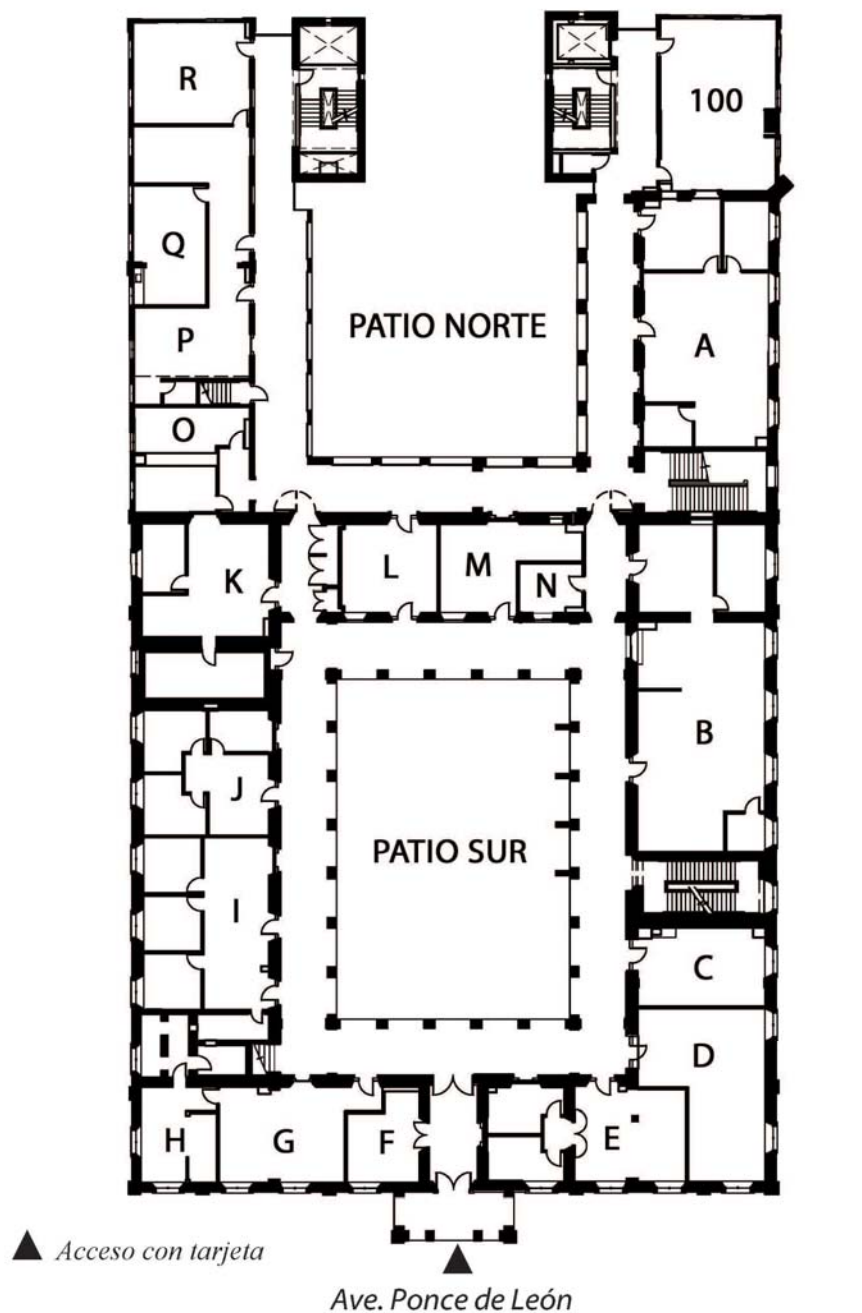 R
100
Q
PATIO NORTE
P
A
O
L
M
K
N
B
J
PATIO SUR
I
C
D
H
G
F
E
Acceso con tarjeta
Ave. Ponce de León